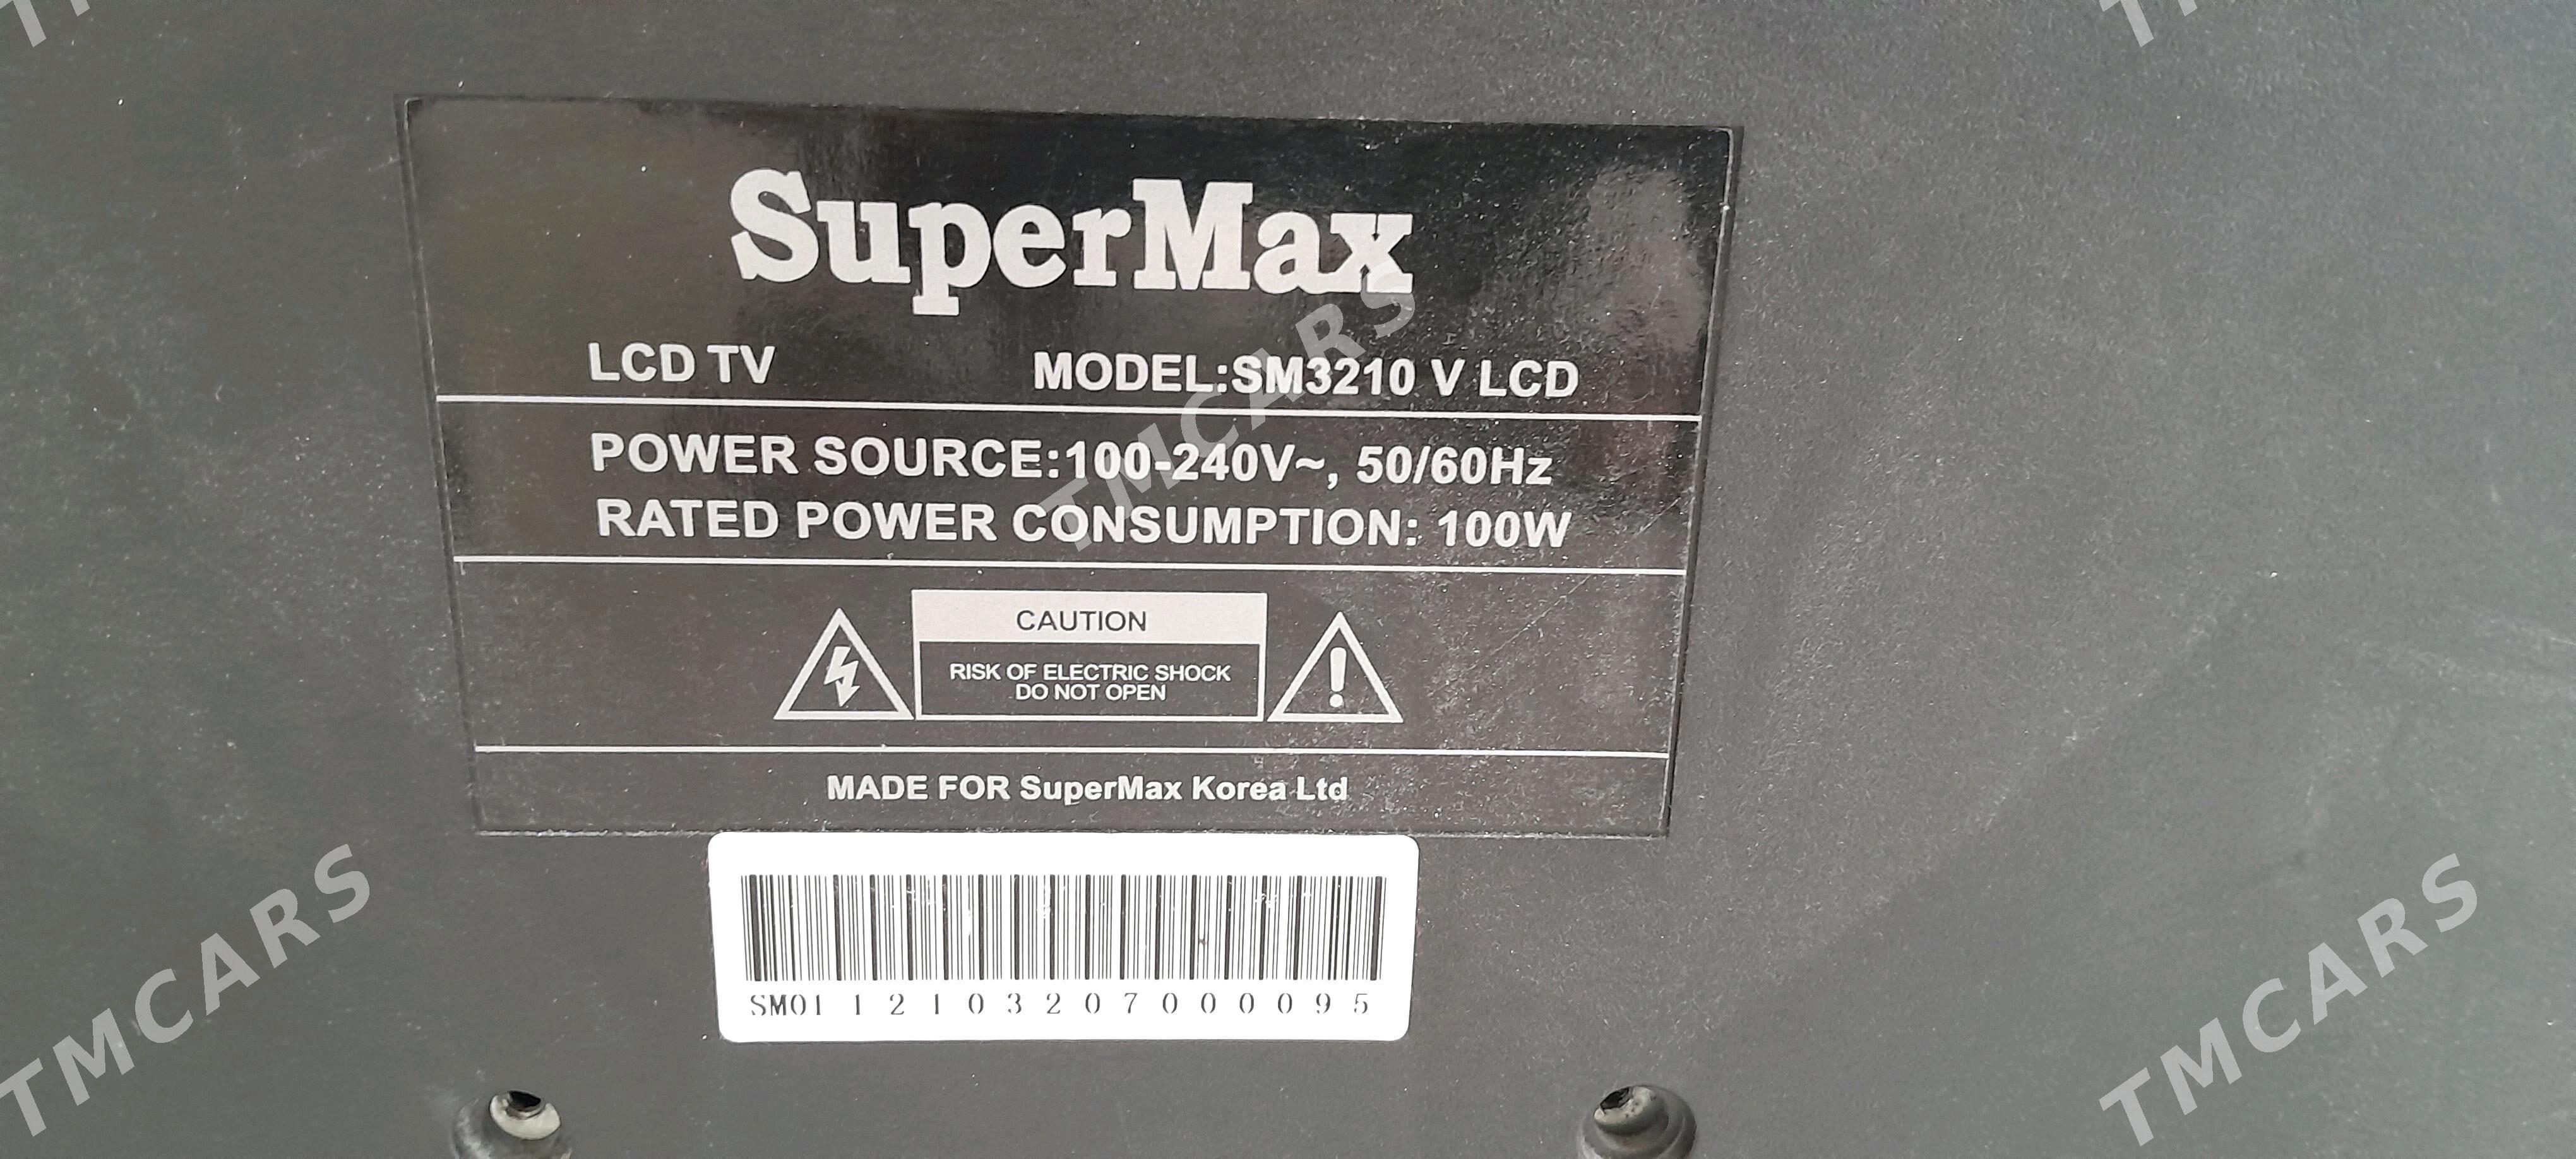 SuperMax
LCD TV MODEL:SM3210 V LCD
POWER SOURCE:100-240V~, 50/60Hz
RATED POWER CONSUMPTION: 100W
CAUTION
RISK OF ELECTRIC SHOCK
DO NOT OPEN
MADE FOR SuperMax Korea Ltd
SM01 1 2 1 0 3 2 0 7 0 0 0 0 9 5
TMCARS
TMCARS
TMCARS